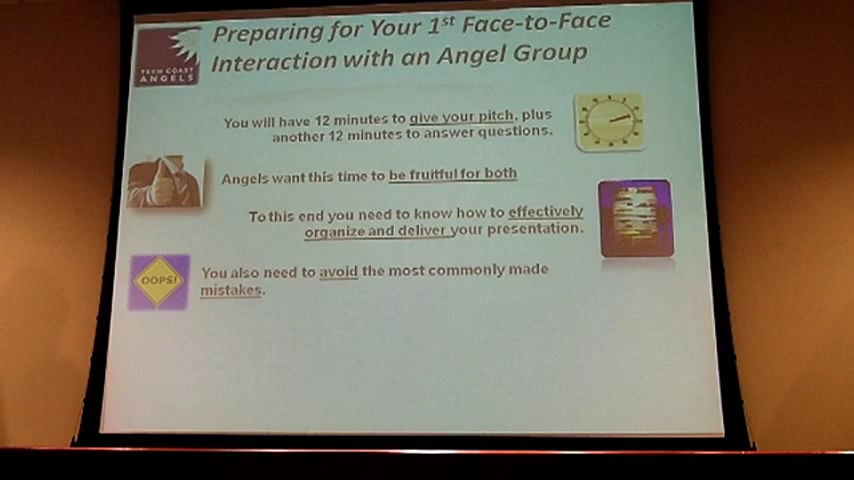 Preparing for Your 1st Face-to-Face
Interaction with an Angel Group
TECH COAST
ANGELS
You will have 12 minutes to give your pitch, plus
another 12 minutes to answer questions.
Angels want this time to be fruitful for both
To this end you need to know how to effectively
organize and deliver your presentation.
OOPS!
You also need to avoid the most commonly made
mistakes.